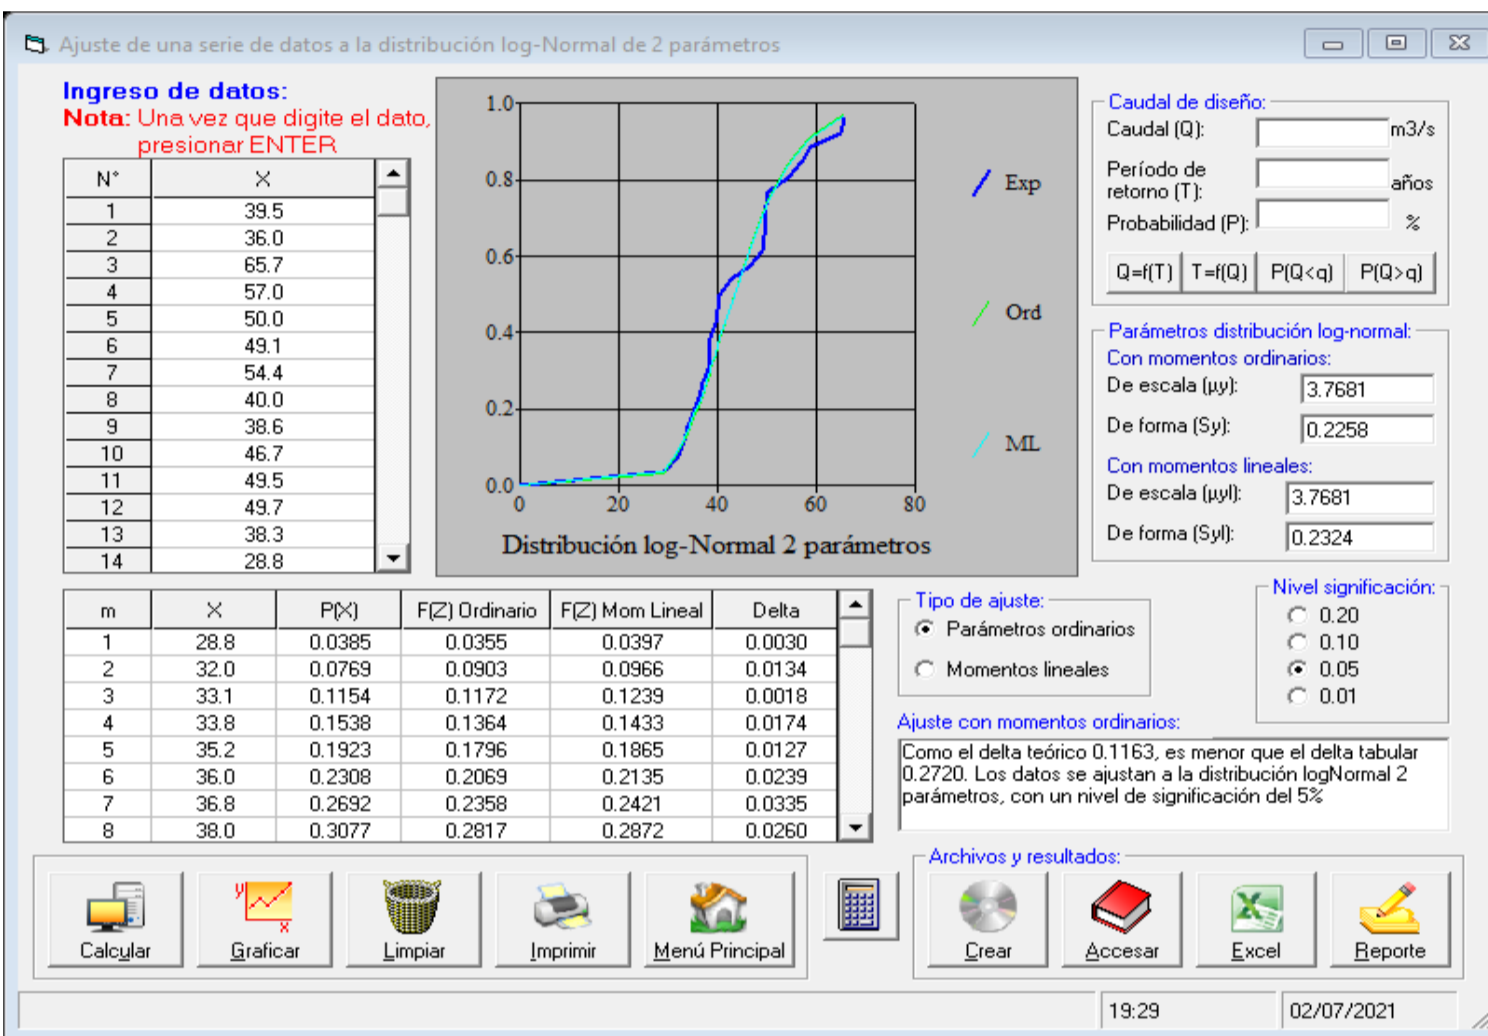 Ajuste de una serie de datos a la distribución log-Normal de 2 parámetros
Ingreso de datos:
Nota: Una vez que digite el dato,
presionar ENTER
N° X
1 39.5
2 36.0
3 65.7
4 57.0
5 50.0
6 49.1
7 54.4
8 40.0
9 38.6
10 46.7
11 49.5
12 49.7
13 38.3
14 28.8
1.0
0.8
0.6
0.4
0.2
0.0
0 20 40 60 80
Exp
Ord
ML
Distribución log-Normal 2 parámetros
Caudal de diseño:
Caudal (Q): m3/s
Período de
retorno (T): años
Probabilidad (P): %
Q=f(T) T=f(Q) P(Q<q) P(Q>q)
Parámetros distribución log-normal:
Con momentos ordinarios:
De escala (µy): 3.7681
De forma (Sy): 0.2258
Con momentos lineales:
De escala (µyl): 3.7681
De forma (Syl): 0.2324
m X P(X) F(Z) Ordinario F(Z) Mom Lineal Delta
1 28.8 0.0385 0.0355 0.0397 0.0030
2 32.0 0.0769 0.0903 0.0966 0.0134
3 33.1 0.1154 0.1172 0.1239 0.0018
4 33.8 0.1538 0.1364 0.1433 0.0174
5 35.2 0.1923 0.1796 0.1865 0.0127
6 36.0 0.2308 0.2069 0.2135 0.0239
7 36.8 0.2692 0.2358 0.2421 0.0335
8 38.0 0.3077 0.2817 0.2872 0.0260
Tipo de ajuste:
Parámetros ordinarios
Momentos lineales
Nivel significación:
0.20
0.10
0.05
0.01
Ajuste con momentos ordinarios:
Como el delta teórico 0.1163, es menor que el delta tabular
0.2720. Los datos se ajustan a la distribución logNormal 2
parámetros, con un nivel de significación del 5%
Calcular Graficar Limpiar Imprimir Menú Principal
Archivos y resultados:
Crear Accesar Excel Reporte
19:29 02/07/2021